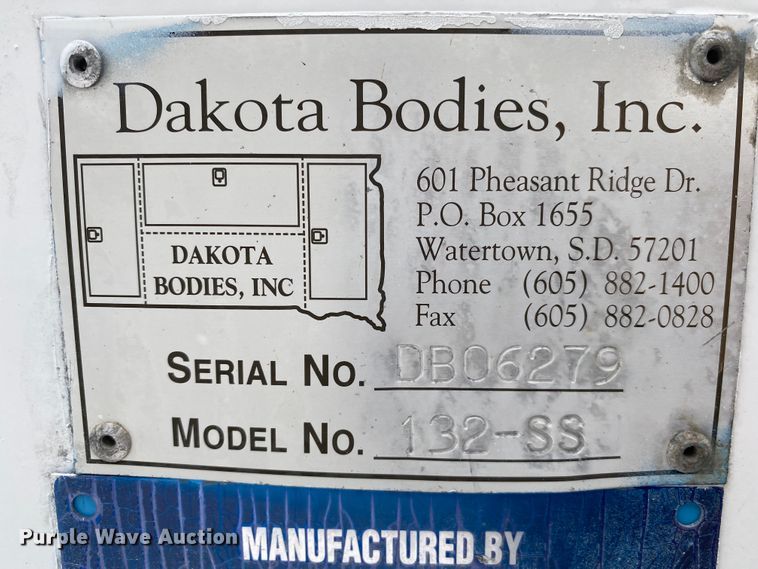 Dakota Bodies, Inc.
601 Pheasant Ridge Dr.
P.O. Box 1655
Watertown, S.D. 57201
Phone (605) 882-1400
Fax (605) 882-0828
DAKOTA
BODIES, INC
SERIAL NO. DB06279
MODEL NO. 132-SS
MANUFACTURED BY
Purple Wave Auction